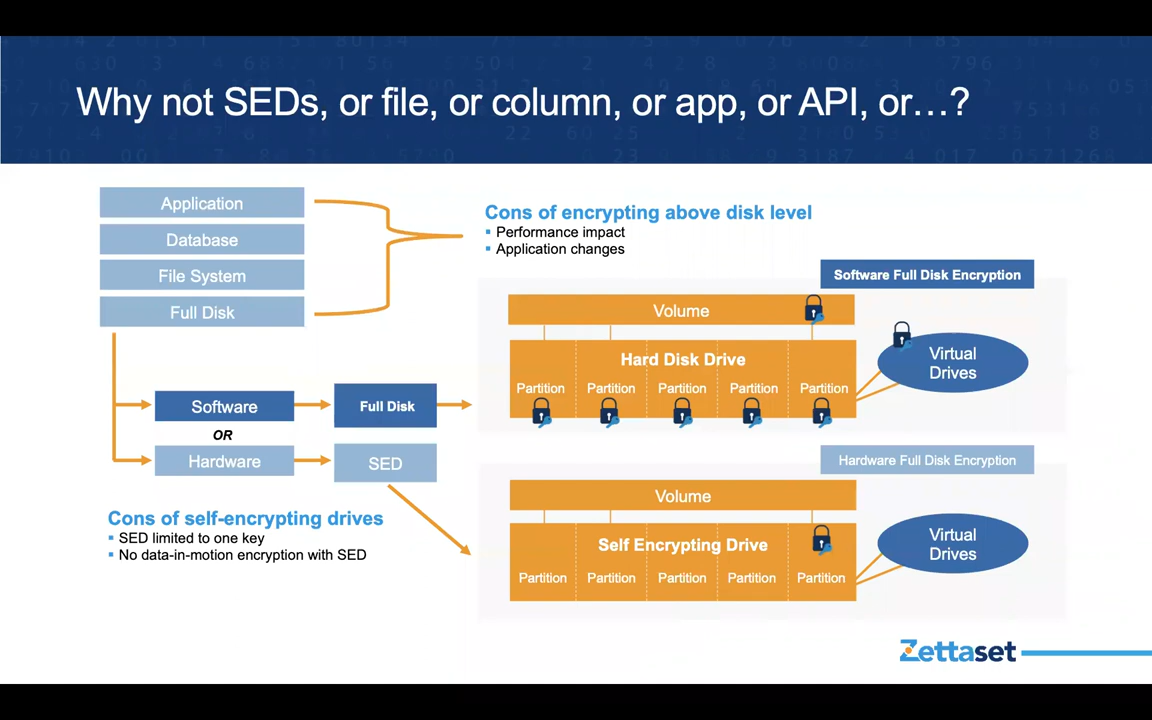 Why not SEDs, or file, or column, or app, or API, or…?
Application
Database
File System
Full Disk
Cons of encrypting above disk level
Performance impact
Application changes
Software Full Disk Encryption
Volume
Hard Disk Drive
Partition Partition Partition Partition Partition
Virtual
Drives
Software
Full Disk
OR
Hardware
SED
Hardware Full Disk Encryption
Volume
Self Encrypting Drive
Partition Partition Partition Partition Partition
Virtual
Drives
Cons of self-encrypting drives
SED limited to one key
No data-in-motion encryption with SED
Zettaset